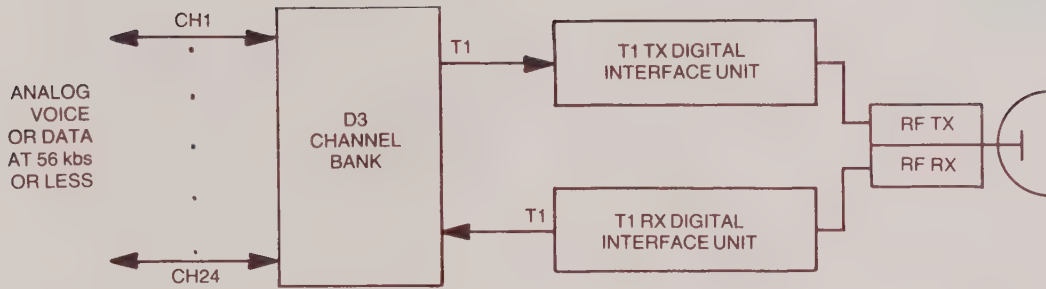 CH1
ANALOG
VOICE
OR DATA
AT 56 kbs
OR LESS
CH24
D3
CHANNEL
BANK
T1
T1 TX DIGITAL
INTERFACE UNIT
T1
T1 RX DIGITAL
INTERFACE UNIT
RF TX
RF RX